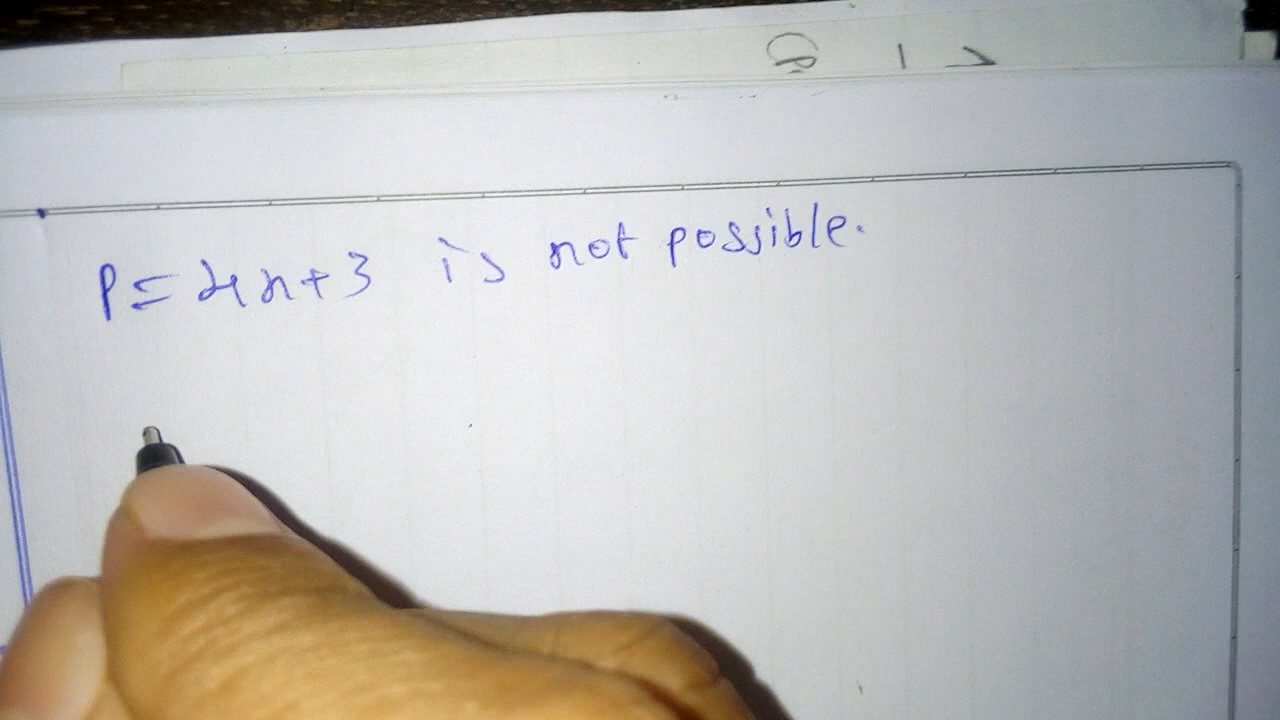 P = 4n+3 is not possible.